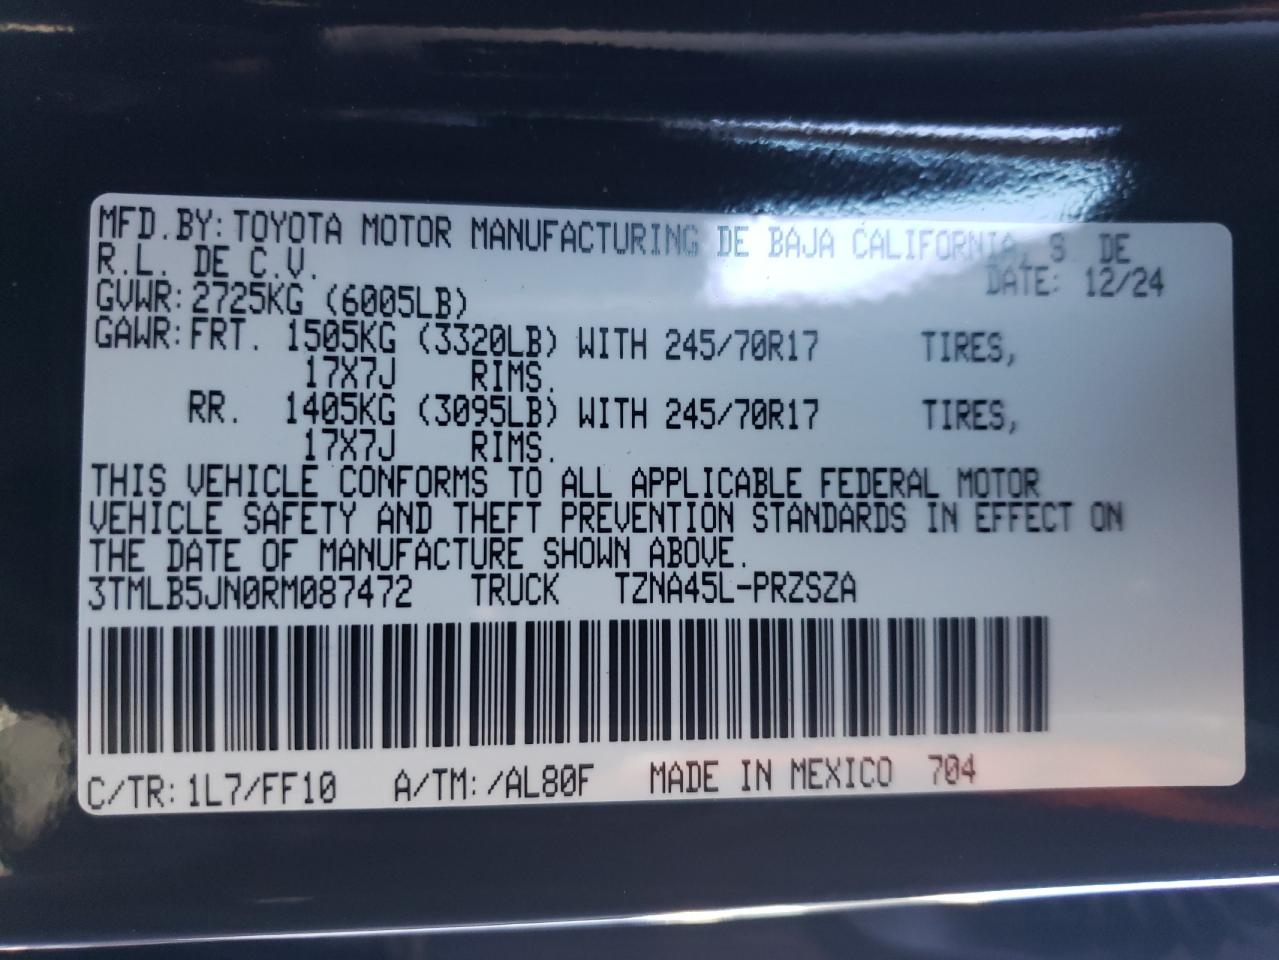 MFD.BY:TOYOTA MOTOR MANUFACTURING DE BAJA CALIFORNIA, S DE
R.L. DE C.V.
DATE: 12/24
GVWR:2725KG (6005LB)
GAWR:FRT. 1505KG (3320LB) WITH 245/70R17 TIRES,
17X7J RIMS.
RR. 1405KG (3095LB) WITH 245/70R17 TIRES,
17X7J RIMS.
THIS VEHICLE CONFORMS TO ALL APPLICABLE FEDERAL MOTOR
VEHICLE SAFETY AND THEFT PREVENTION STANDARDS IN EFFECT ON
THE DATE OF MANUFACTURE SHOWN ABOVE.
3TMLB5JN0RM087472 TRUCK TZNA45L-PRZSZA
C/TR:1L7/FF10 A/TM:/AL80F MADE IN MEXICO 704